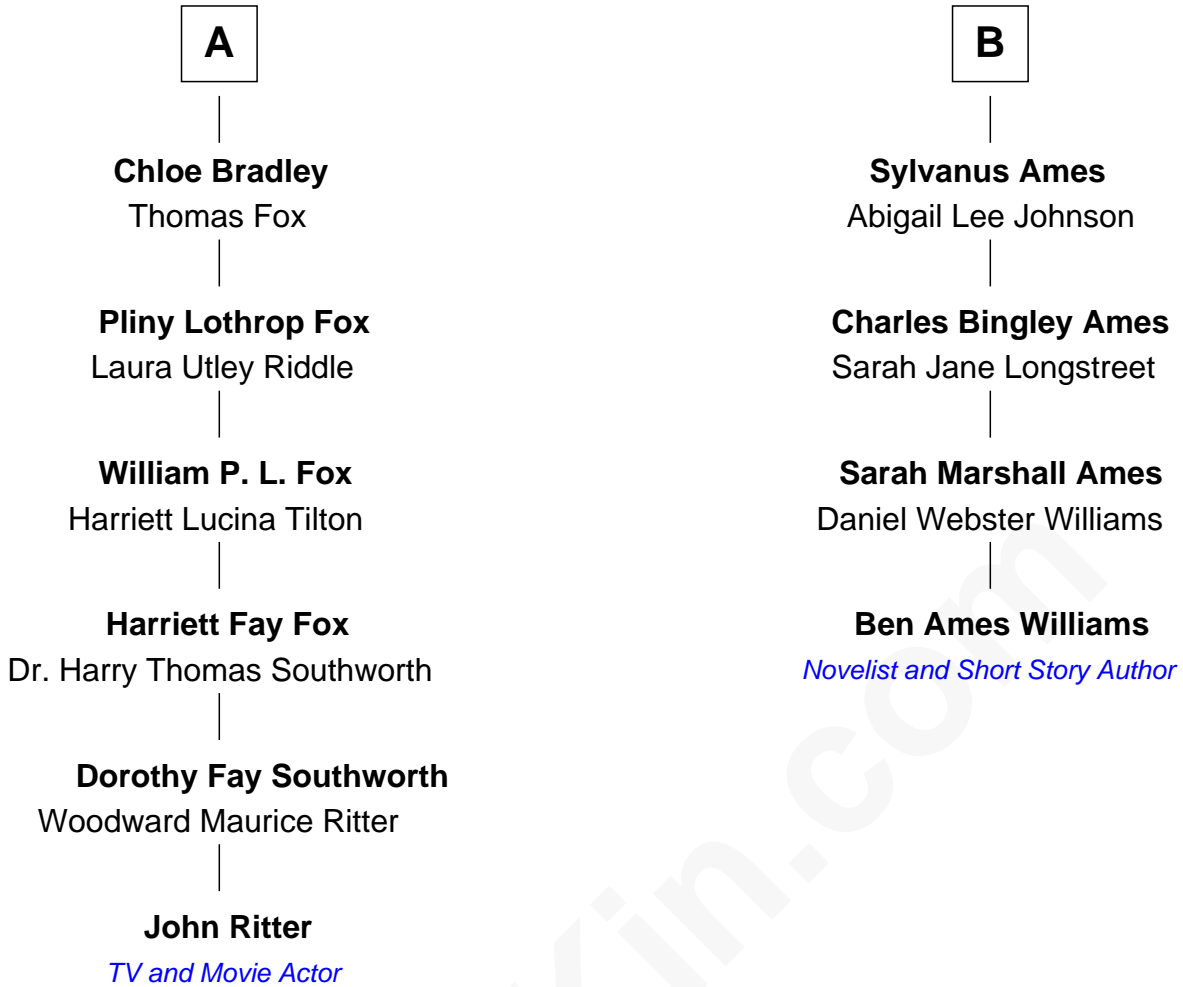 A
Chloe Bradley
Thomas Fox
Pliny Lothrop Fox
Laura Utley Riddle
William P. L. Fox
Harriett Lucina Tilton
Harriett Fay Fox
Dr. Harry Thomas Southworth
Dorothy Fay Southworth
Woodward Maurice Ritter
John Ritter
TV and Movie Actor
B
Sylvanus Ames
Abigail Lee Johnson
Charles Bingley Ames
Sarah Jane Longstreet
Sarah Marshall Ames
Daniel Webster Williams
Ben Ames Williams
Novelist and Short Story Author
Kin.com